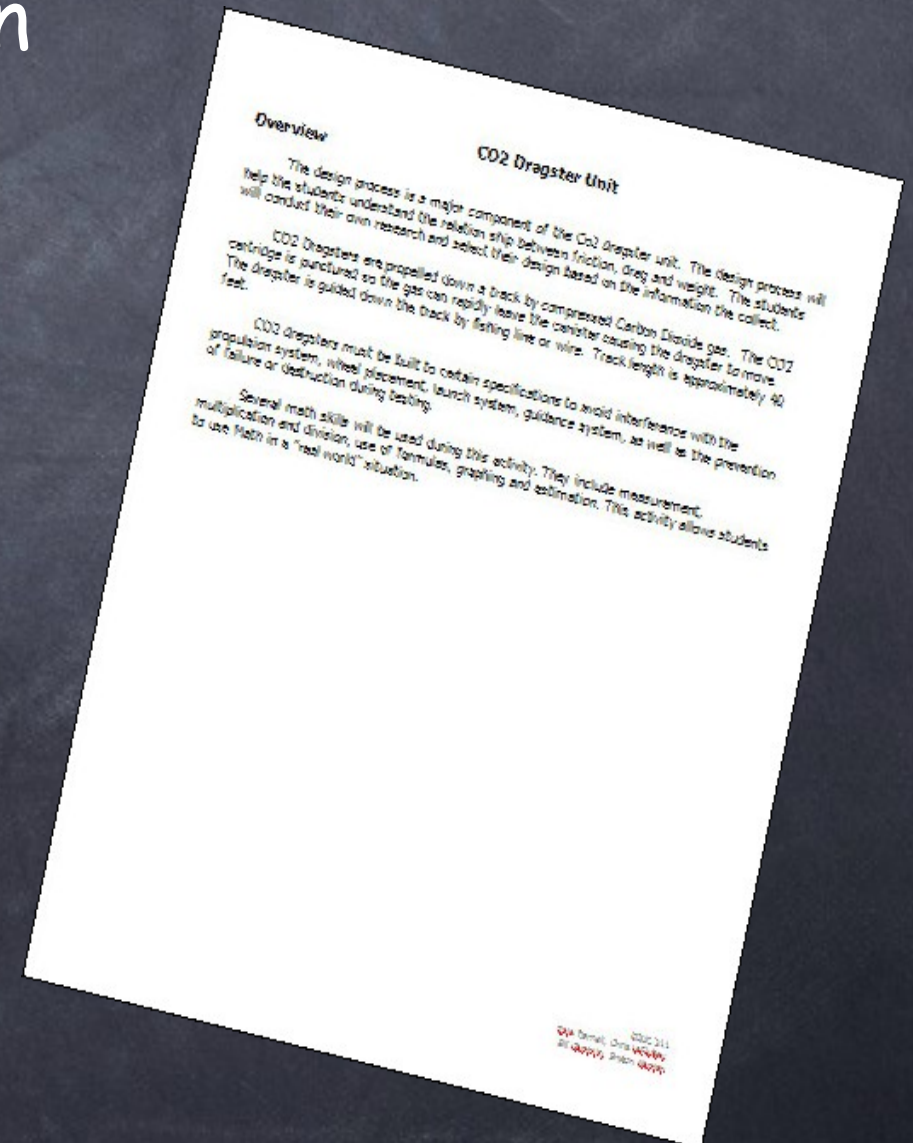 n
Overview
CO2 Dragster Unit
The design process is a major component of the Co2 dragster unit. The design process will
help the students understand the relation ship between friction, drag and weight. The students
will conduct their own research and select their design based on the information the collect.
CO2 Dragsters are propelled down a track by compressed Carbon Dioxide gas. The CO2
cartridge is punctured so the gas can rapidly leave the canister causing the dragster to move.
The dragster is guided down the track by fishing line or wire. Track length is approximately 40
feet.
CO2 dragsters must be built to certain specifications to avoid interference with the
propulsion system, wheel placement, launch system, guidance system, as well as the prevention
of failure or destruction during testing.
Several math skills will be used during this activity. They include measurement,
multiplication and division, use of formulas, graphing and estimation. This activity allows students
to use Math in a "real world" situation.